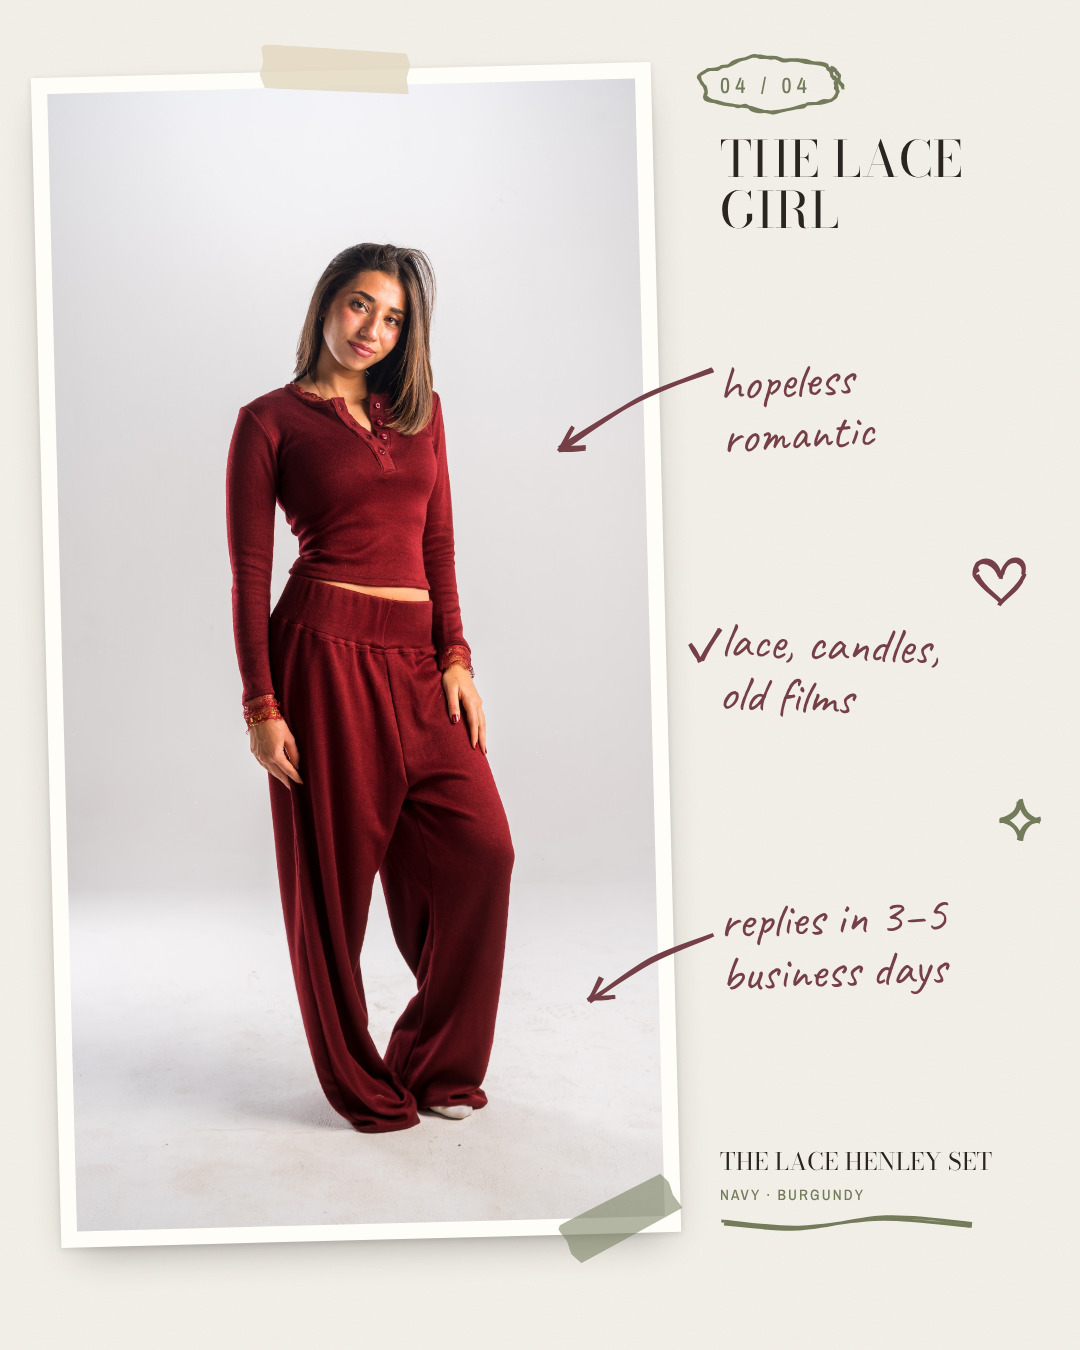 04 / 04
THE LACE
GIRL
hopeless
romantic
lace, candles,
old films
replies in 3–5
business days
THE LACE HENLEY SET
NAVY · BURGUNDY